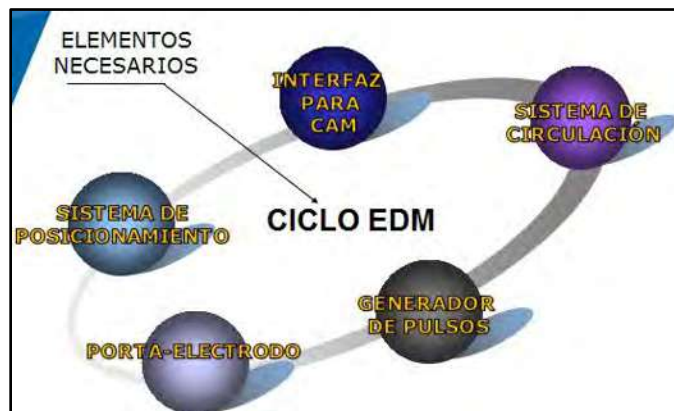 ELEMENTOS
NECESARIOS
INTERFAZ
PARA
CAM
SISTEMA DE
CIRCULACIÓN
SISTEMA DE
POSICIONAMIENTO
CICLO EDM
GENERADOR
DE PULSOS
PORTA-ELECTRODO